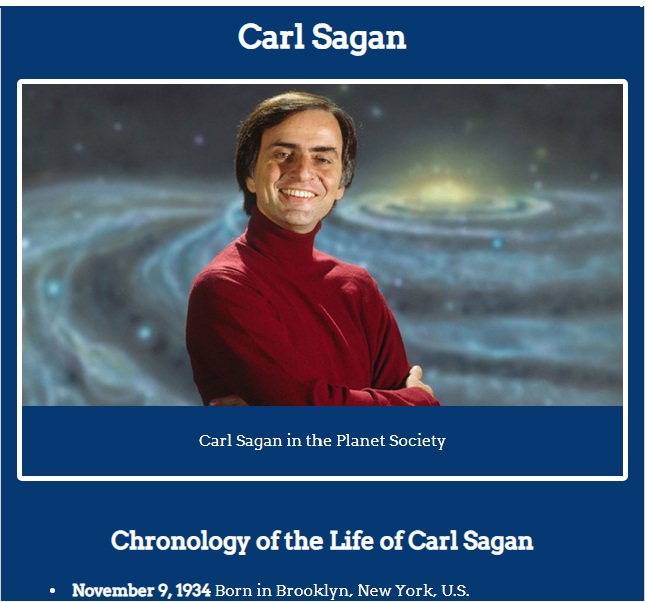 Carl Sagan
Carl Sagan in the Planet Society
Chronology of the Life of Carl Sagan
• November 9, 1934 Born in Brooklyn, New York, U.S.